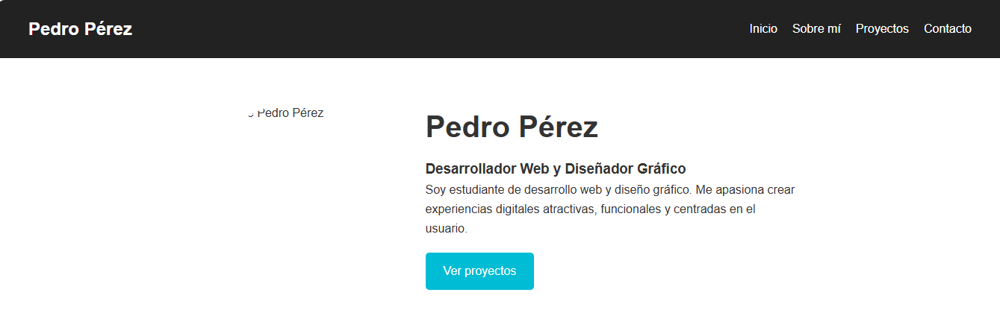 Pedro Pérez
Inicio Sobre mí Proyectos Contacto
Pedro Pérez
Pedro Pérez
Desarrollador Web y Diseñador Gráfico
Soy estudiante de desarrollo web y diseño gráfico. Me apasiona crear
experiencias digitales atractivas, funcionales y centradas en el
usuario.
Ver proyectos